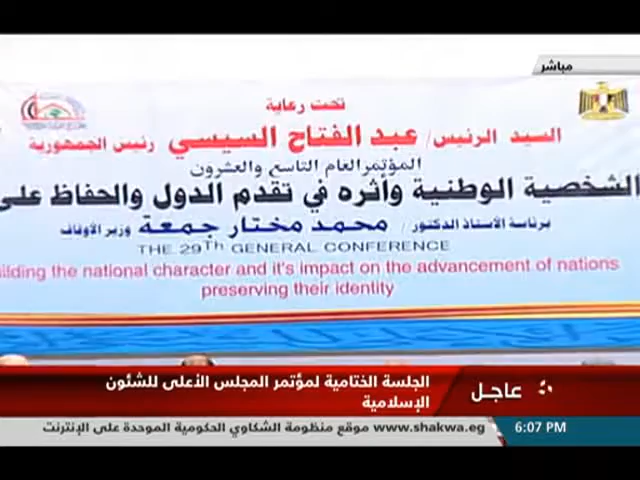 مباشر
تحت رعاية
السيد الرئيس/ عبد الفتاح السيسي رئيس الجمهورية
المؤتمر العام التاسع والعشرون
الشخصية الوطنية وأثره في تقدم الدول والحفاظ على
برئاسة الأستاذ الدكتور/ محمد مختار جمعة وزير الأوقاف
THE 29Th GENERAL CONFERENCE
ilding the national character and it's impact on the advancement of nations
preserving their identity
عاجل
الجلسة الختامية لمؤتمر المجلس الأعلى للشئون
الإسلامية
6:07 PM
www.shakwa.eg موقع منظومة الشكاوي الحكومية الموحدة على الإنترنت